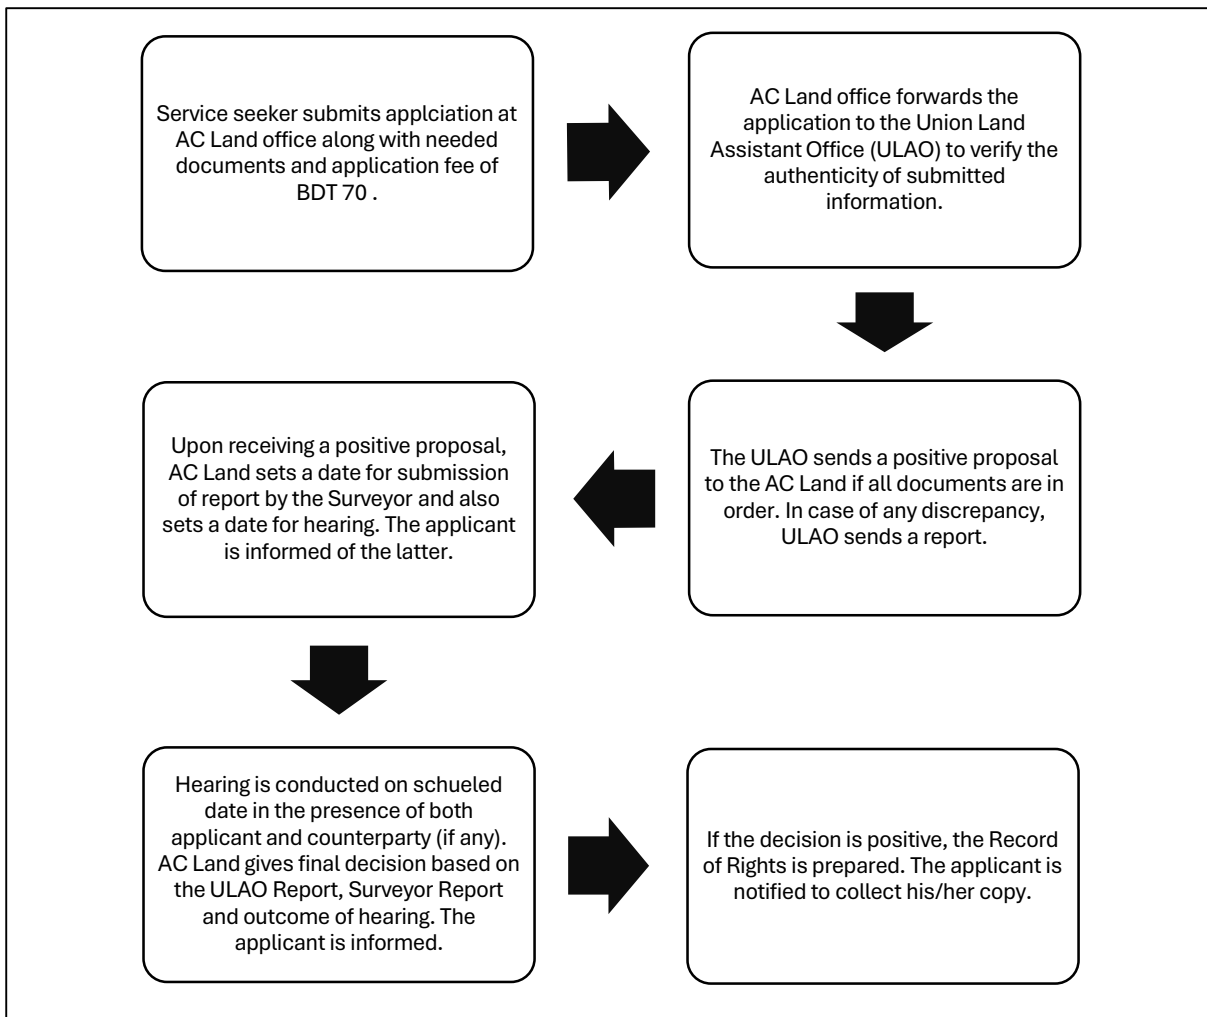 Service seeker submits applciation at
AC Land office along with needed
documents and application fee of
BDT 70 .
AC Land office forwards the
application to the Union Land
Assistant Office (ULAO) to verify the
authenticity of submitted
information.
The ULAO sends a positive proposal
to the AC Land if all documents are in
order. In case of any discrepancy,
ULAO sends a report.
Upon receiving a positive proposal,
AC Land sets a date for submission
of report by the Surveyor and also
sets a date for hearing. The applicant
is informed of the latter.
Hearing is conducted on schueled
date in the presence of both
applicant and counterparty (if any).
AC Land gives final decision based on
the ULAO Report, Surveyor Report
and outcome of hearing. The
applicant is informed.
If the decision is positive, the Record
of Rights is prepared. The applicant is
notified to collect his/her copy.